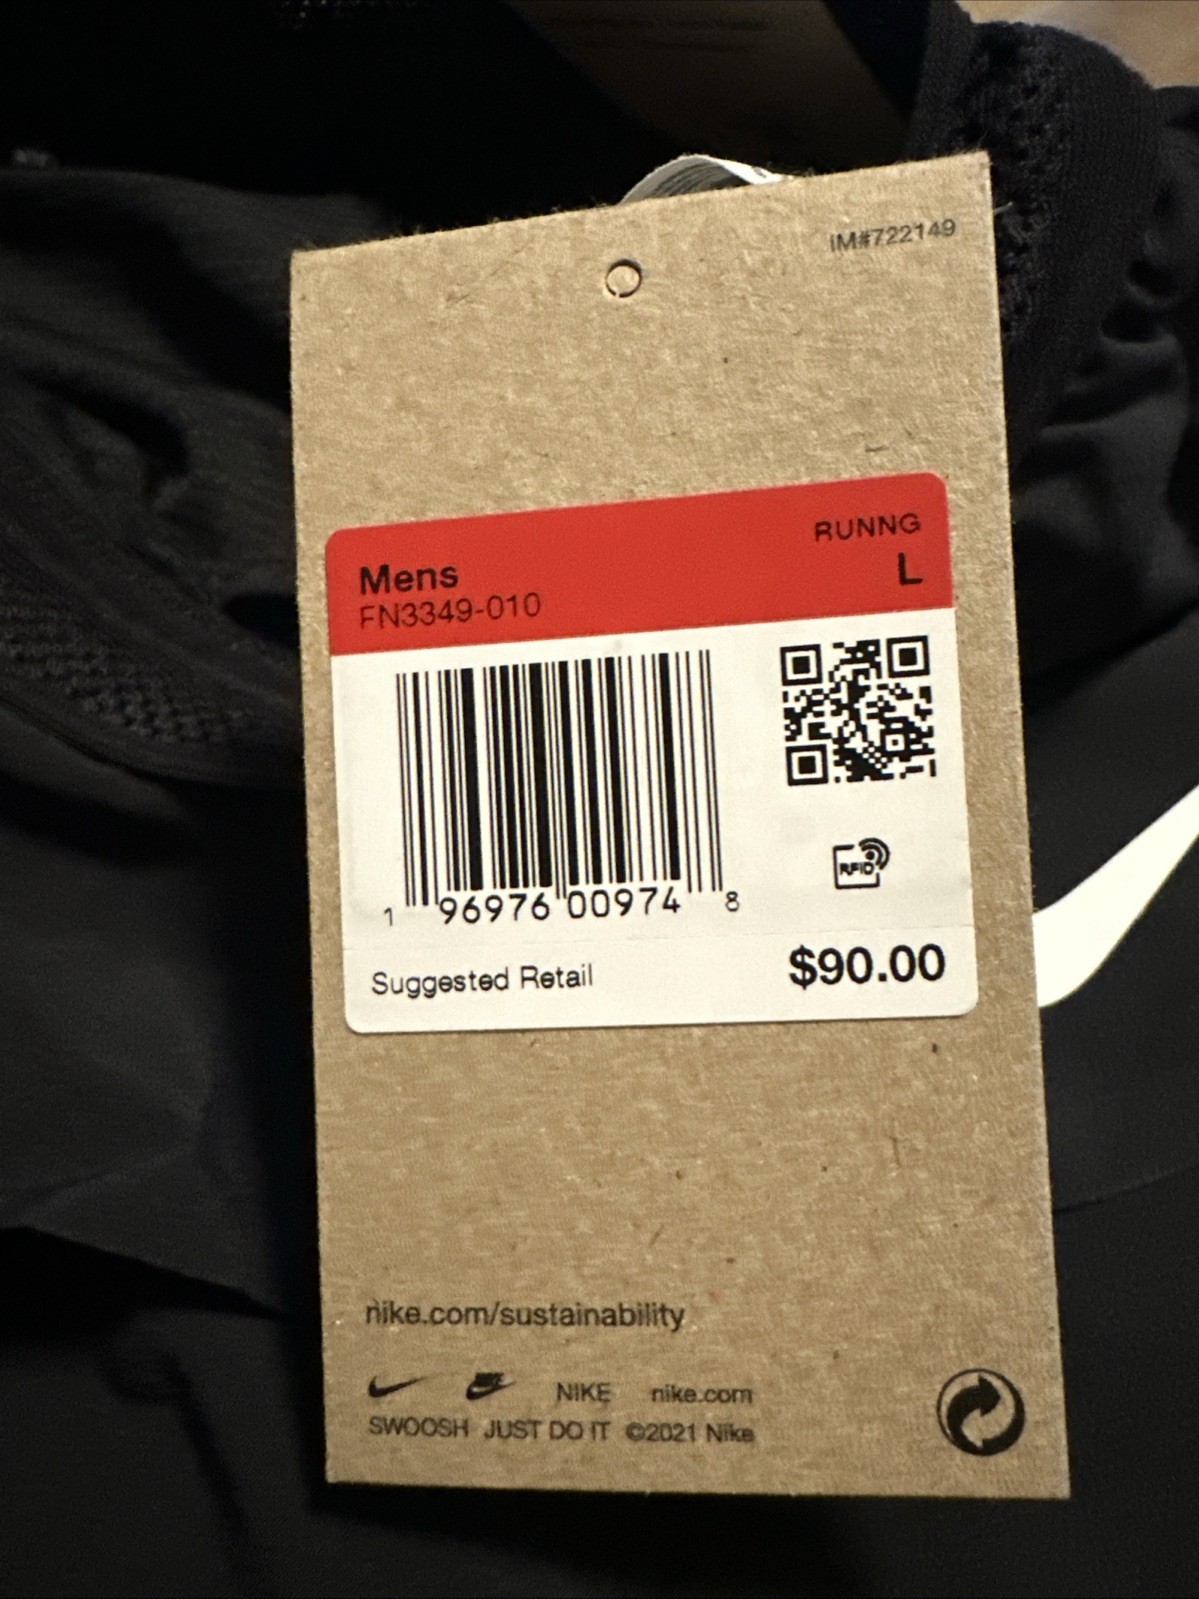 IM#722149
RUNNG
Mens
L
FN3349-010
RFID
1 96976 00974 8
Suggested Retail
$90.00
nike.com/sustainability
NIKE NIKE nike.com
SWOOSH JUST DO IT ©2021 Nike